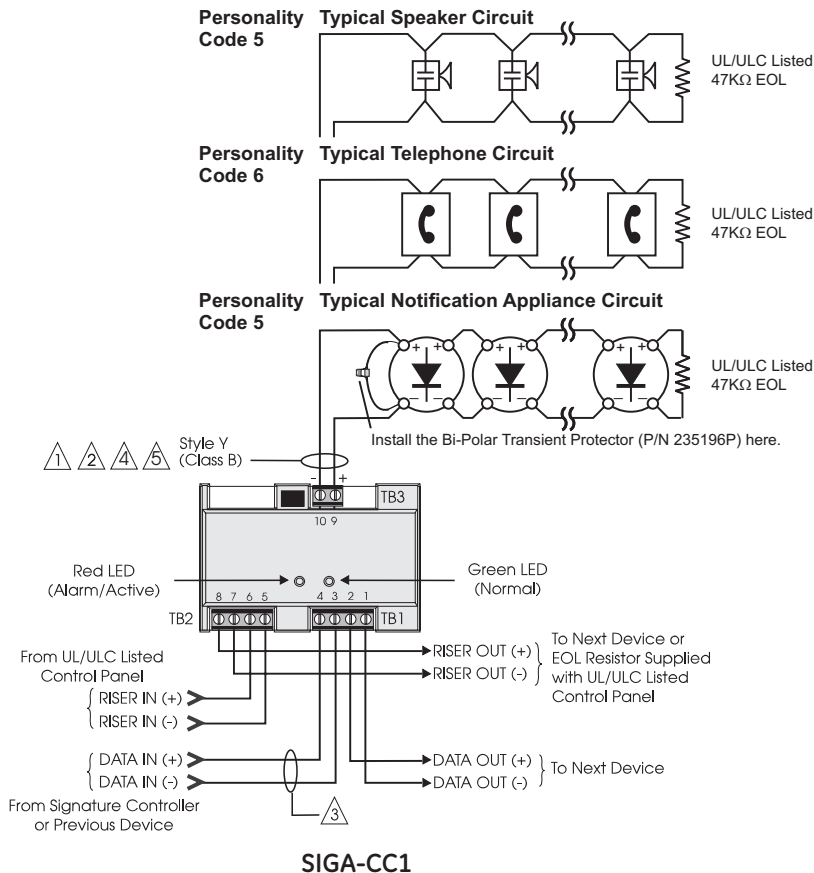 Personality Typical Speaker Circuit
Code 5
UL/ULC Listed
47KΩ EOL
Personality Typical Telephone Circuit
Code 6
UL/ULC Listed
47KΩ EOL
Personality Typical Notification Appliance Circuit
Code 5
+ + + + + +
UL/ULC Listed
47KΩ EOL
− − − − − −
Install the Bi-Polar Transient Protector (P/N 235196P) here.
1 2 4 5
Style Y
(Class B)
- +
TB3
10 9
Red LED
(Alarm/Active)
Green LED
(Normal)
8 7 6 5 4 3 2 1
TB2
TB1
From UL/ULC Listed
Control Panel
RISER IN (+)
RISER IN (-)
RISER OUT (+)
RISER OUT (-)
To Next Device or
EOL Resistor Supplied
with UL/ULC Listed
Control Panel
DATA IN (+)
DATA IN (-)
From Signature Controller
or Previous Device
3
DATA OUT (+)
DATA OUT (-)
To Next Device
SIGA-CC1